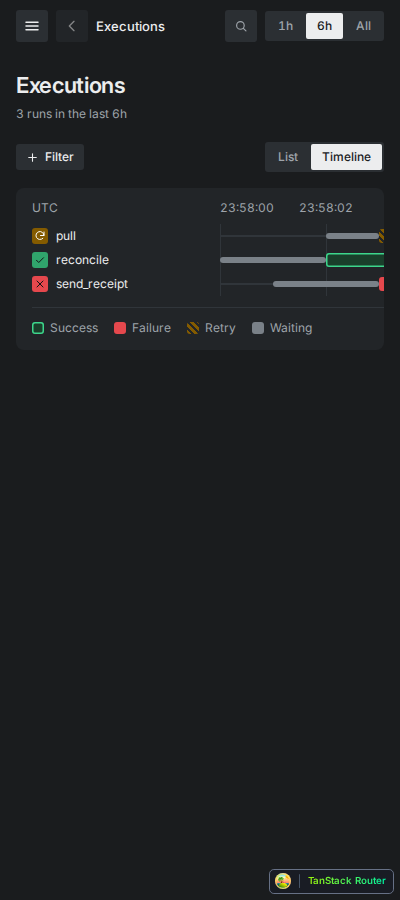 Executions
1h 6h All
Executions
3 runs in the last 6h
Filter
List Timeline
UTC 23:58:00 23:58:02
pull
reconcile
send_receipt
Success Failure Retry Waiting
TanStack Router